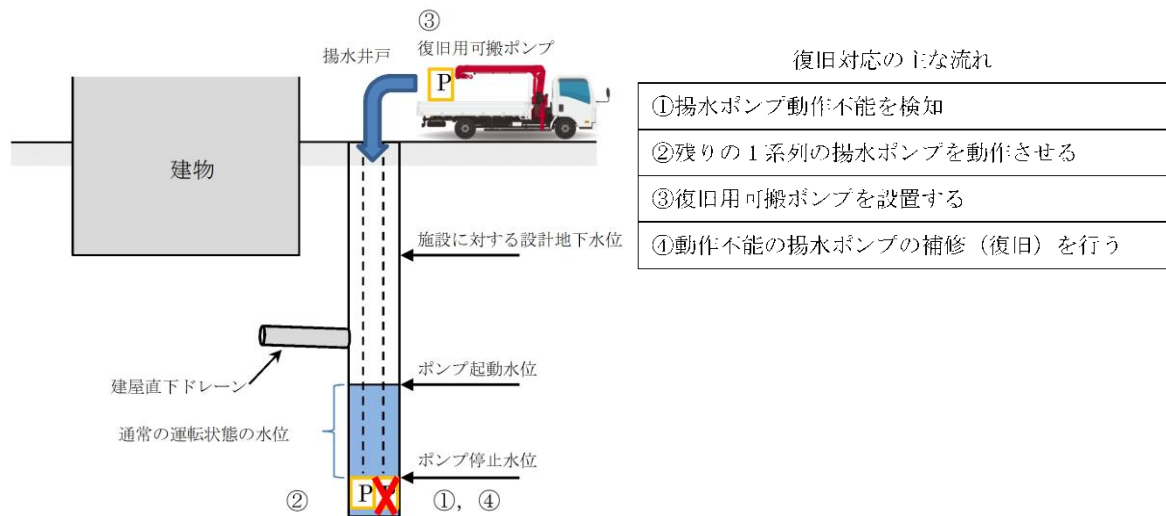 ③
復旧用可搬ポンプ
揚水井戸
P
建物
施設に対する設計地下水位
建屋直下ドレーン
ポンプ起動水位
通常の運転状態の水位
ポンプ停止水位
② P P ①，④
復旧対応の主な流れ
①揚水ポンプ動作不能を検知
②残りの１系列の揚水ポンプを動作させる
③復旧用可搬ポンプを設置する
④動作不能の揚水ポンプの補修（復旧）を行う